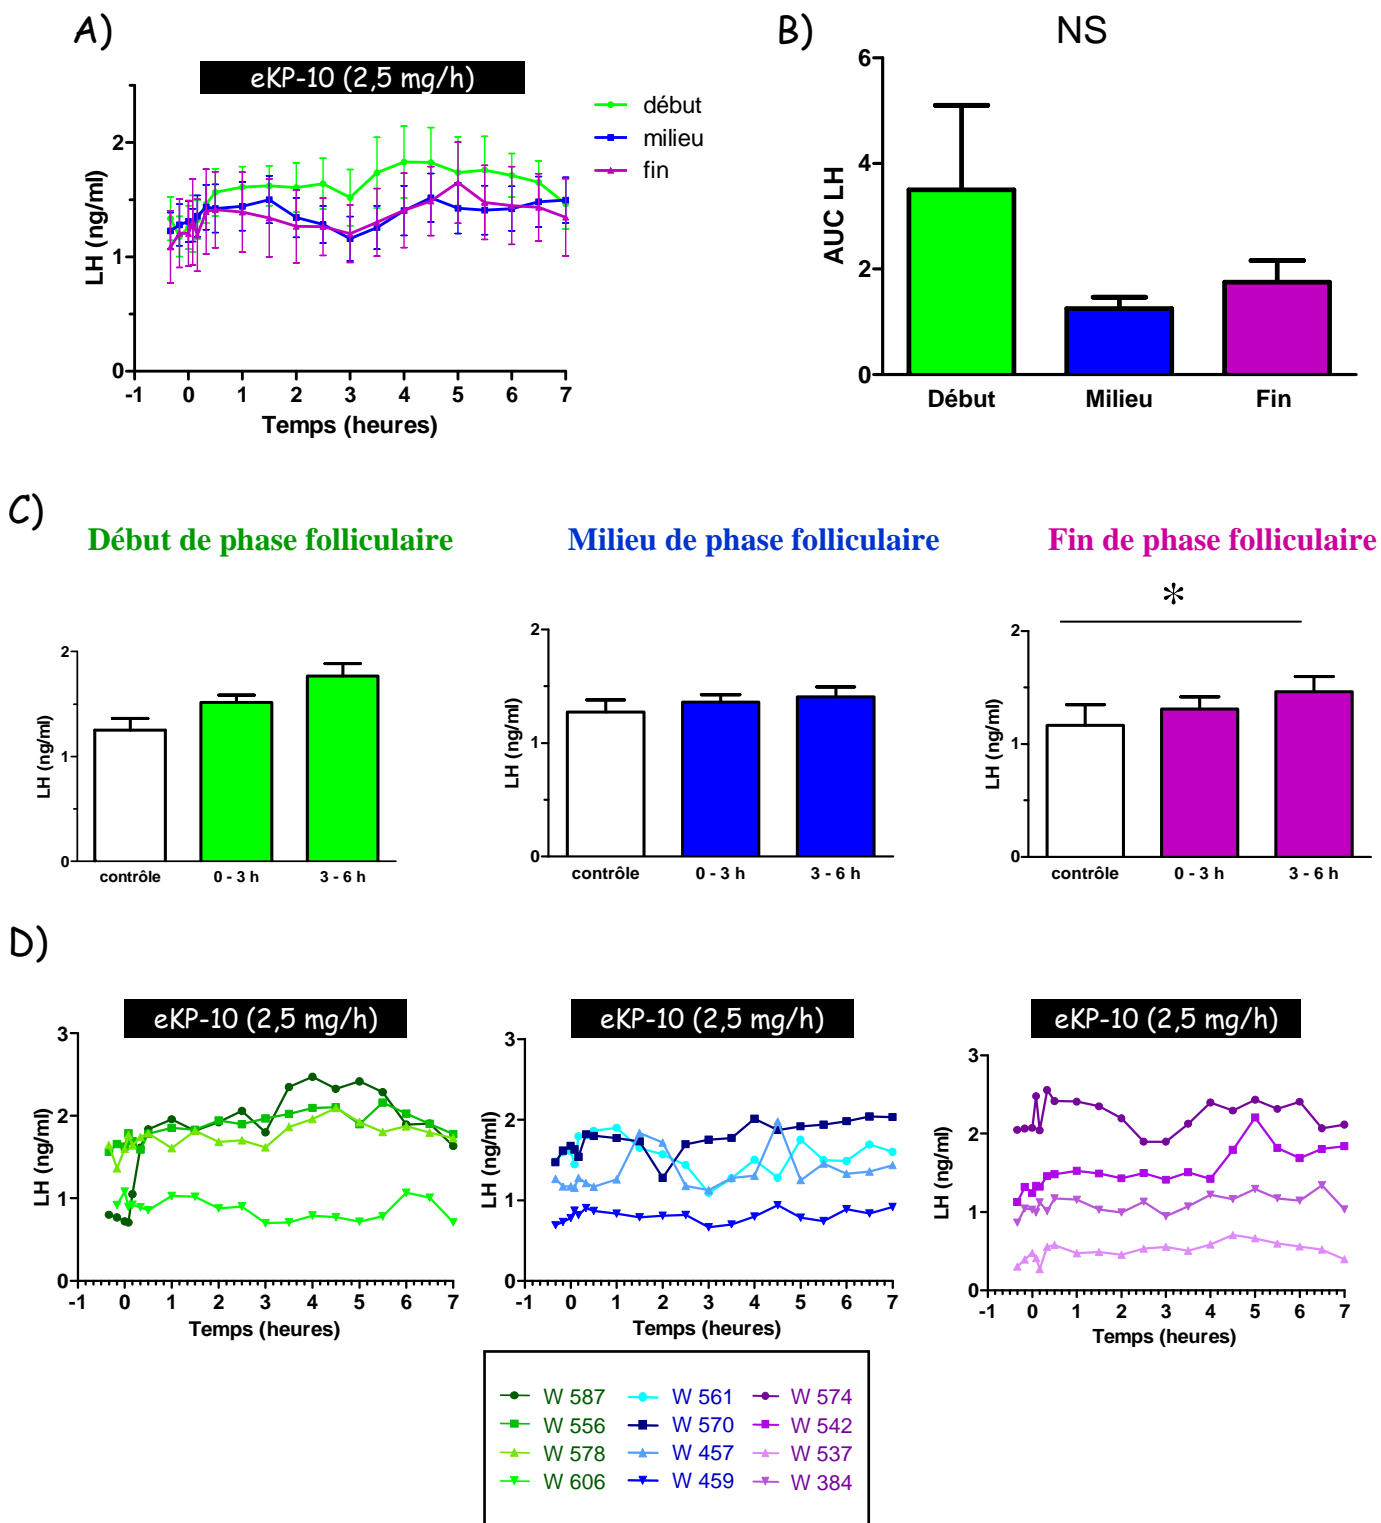 A)
eKP-10 (2,5 mg/h)
début
milieu
fin
LH (ng/ml)
2
1
0
-1 0 1 2 3 4 5 6 7
Temps (heures)
B)
NS
AUC LH
6
4
2
0
Début Milieu Fin
C)
Début de phase folliculaire
LH (ng/ml)
2
1
0
contrôle 0 - 3 h 3 - 6 h
Milieu de phase folliculaire
LH (ng/ml)
2
1
0
contrôle 0 - 3 h 3 - 6 h
Fin de phase folliculaire
*
LH (ng/ml)
2
1
0
contrôle 0 - 3 h 3 - 6 h
D)
eKP-10 (2,5 mg/h)
LH (ng/ml)
3
2
1
0
-1 0 1 2 3 4 5 6 7
Temps (heures)
eKP-10 (2,5 mg/h)
LH (ng/ml)
3
2
1
0
-1 0 1 2 3 4 5 6 7
Temps (heures)
eKP-10 (2,5 mg/h)
LH (ng/ml)
3
2
1
0
-1 0 1 2 3 4 5 6 7
Temps (heures)
W 587 W 561 W 574
W 556 W 570 W 542
W 578 W 457 W 537
W 606 W 459 W 384